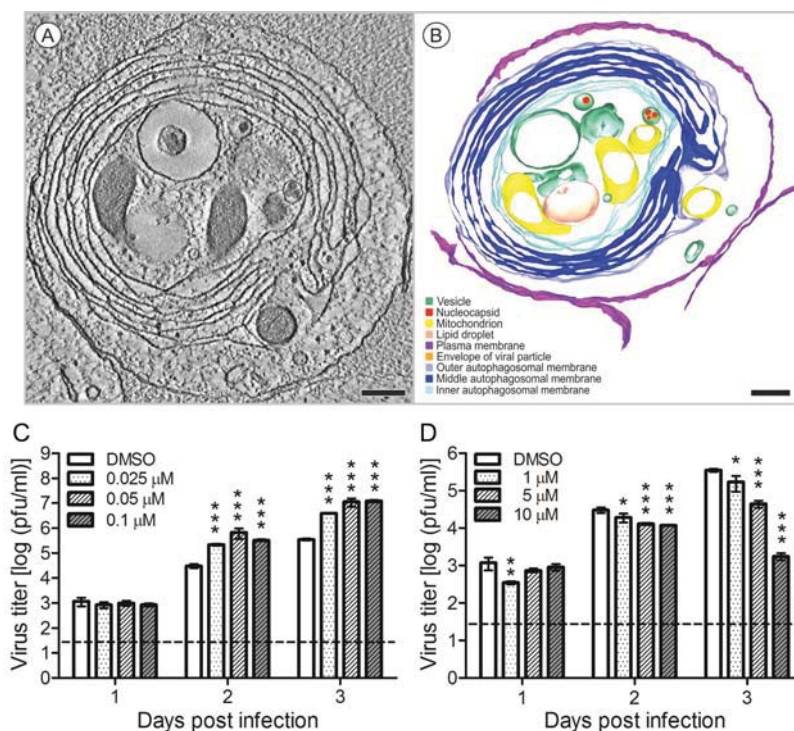 A
B
Vesicle
Nucleocapsid
Mitochondrion
Lipid droplet
Plasma membrane
Envelope of viral particle
Outer autophagosomal membrane
Middle autophagosomal membrane
Inner autophagosomal membrane
C
Virus titer [log (pfu/ml)]
8
7
6
5
4
3
2
1
0
DMSO
0.025 µM
0.05 µM
0.1 µM
***
***
***
***
***
***
1
2
3
Days post infection
D
Virus titer [log (pfu/ml)]
6
5
4
3
2
1
0
DMSO
1 µM
5 µM
10 µM
**
*
***
***
*
***
***
1
2
3
Days post infection